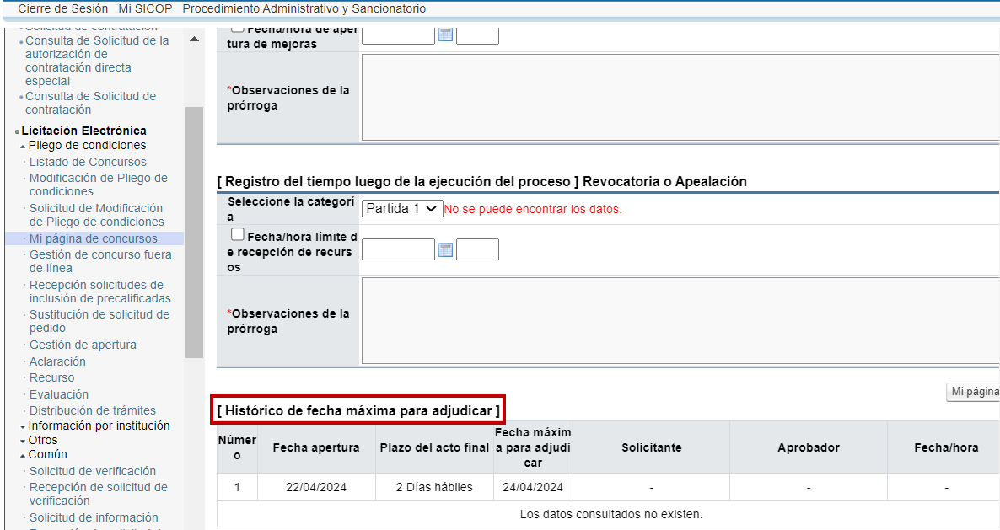 Cierre de Sesión Mi SICOP Procedimiento Administrativo y Sancionatorio
Solicitud de contratación
Consulta de Solicitud de la
autorización de
contratación directa
especial
Consulta de Solicitud de
contratación
Licitación Electrónica
Pliego de condiciones
Listado de Concursos
Modificación de Pliego de
condiciones
Solicitud de Modificación
de Pliego de condiciones
Mi página de concursos
Gestión de concurso fuera
de línea
Recepción solicitudes de
inclusión de precalificadas
Sustitución de solicitud de
pedido
Gestión de apertura
Aclaración
Recurso
Evaluación
Distribución de trámites
Información por institución
Otros
Común
Solicitud de verificación
Recepción de solicitud de
verificación
Solicitud de información
Fecha/hora de aper
tura de mejoras
*Observaciones de la
prórroga
[ Registro del tiempo luego de la ejecución del proceso ] Revocatoria o Apealación
Seleccione la categorí
a
Partida 1 No se puede encontrar los datos.
Fecha/hora límite d
e recepción de recurs
os
*Observaciones de la
prórroga
Mi página
[ Histórico de fecha máxima para adjudicar ]
Númer
o
Fecha apertura
Plazo del acto final
Fecha máxim
a para adjudi
car
Solicitante
Aprobador
Fecha/hora
1 22/04/2024 2 Días hábiles 24/04/2024 - - -
Los datos consultados no existen.